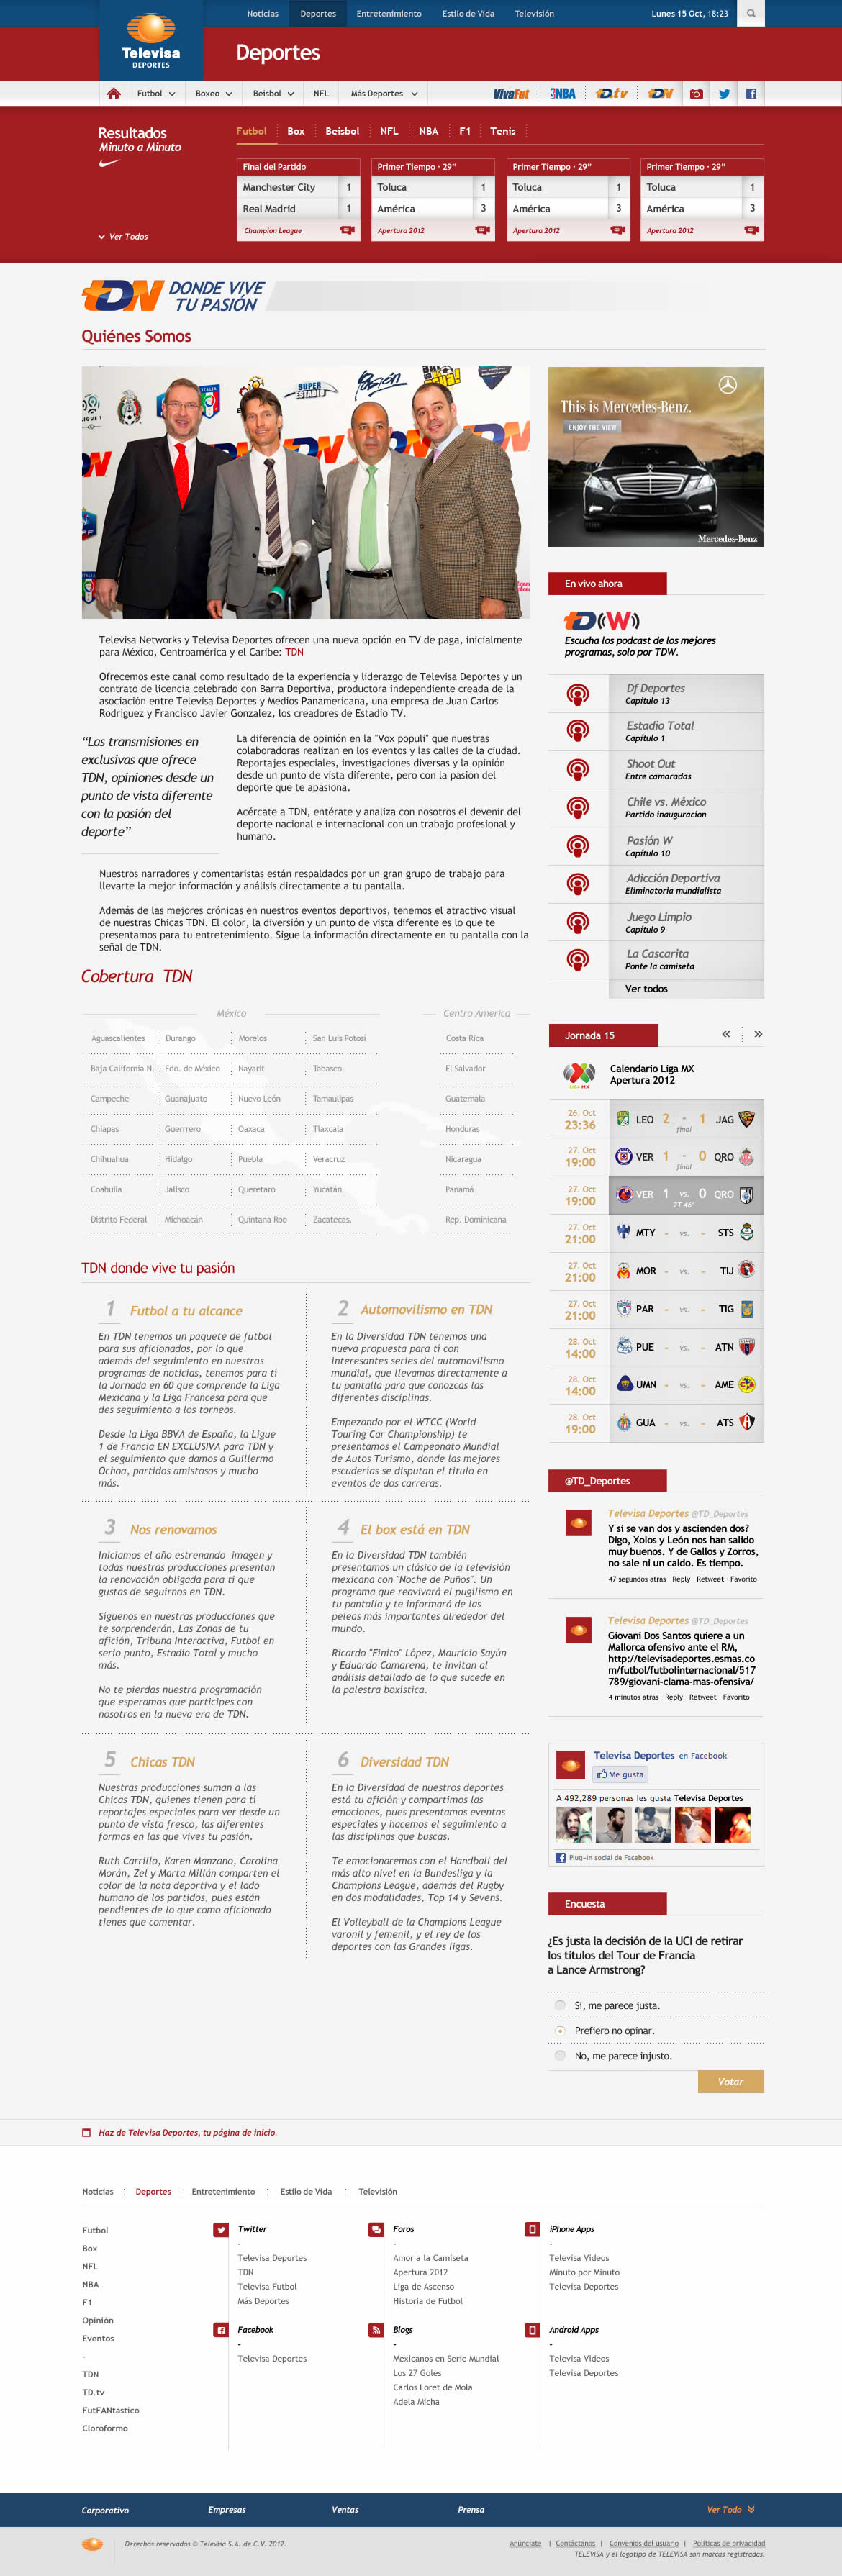 Noticias Deportes Entretenimiento Estilo de Vida Televisión Lunes 15 Oct, 18:23
Televisa
DEPORTES
Deportes
Futbol Boxeo Beisbol NFL Más Deportes VivaFut NBA TD.tv TDN
Resultados
Minuto a Minuto
Ver Todos
Futbol Box Beisbol NFL NBA F1 Tenis
Final del Partido
Manchester City 1
Real Madrid 1
Champion League
Primer Tiempo · 29"
Toluca 1
América 3
Apertura 2012
Primer Tiempo · 29"
Toluca 1
América 3
Apertura 2012
Primer Tiempo · 29"
Toluca 1
América 3
Apertura 2012
TDN DONDE VIVE
TU PASIÓN
Quiénes Somos
SUPER
ESTADIO
Pasión
Televisa Networks y Televisa Deportes ofrecen una nueva opción en TV de paga, inicialmente
para México, Centroamérica y el Caribe: TDN
Ofrecemos este canal como resultado de la experiencia y liderazgo de Televisa Deportes y un
contrato de licencia celebrado con Barra Deportiva, productora independiente creada de la
asociación entre Televisa Deportes y Medios Panamericana, una empresa de Juan Carlos
Rodríguez y Francisco Javier Gonzalez, los creadores de Estadio TV.
“Las transmisiones en
exclusivas que ofrece
TDN, opiniones desde un
punto de vista diferente
con la pasión del
deporte”
La diferencia de opinión en la "Vox populi" que nuestras
colaboradoras realizan en los eventos y las calles de la ciudad.
Reportajes especiales, investigaciones diversas y la opinión
desde un punto de vista diferente, pero con la pasión del
deporte que te apasiona.
Acércate a TDN, entérate y analiza con nosotros el devenir del
deporte nacional e internacional con un trabajo profesional y
humano.
Nuestros narradores y comentaristas están respaldados por un gran grupo de trabajo para
llevarte la mejor información y análisis directamente a tu pantalla.
Además de las mejores crónicas en nuestros eventos deportivos, tenemos el atractivo visual
de nuestras Chicas TDN. El color, la diversión y un punto de vista diferentes es lo que te
presentamos para tu entretenimiento. Sigue la información directamente en tu pantalla con la
señal de TDN.
Cobertura TDN
México Centro America
Aguascalientes Durango Morelos San Luis Potosí Costa Rica
Baja California N. Edo. de México Nayarit Tabasco El Salvador
Campeche Guanajuato Nuevo León Tamaulipas Guatemala
Chiapas Guerrrero Oaxaca Tlaxcala Honduras
Chihuahua Hidalgo Puebla Veracruz Nicaragua
Coahuila Jalisco Queretaro Yucatán Panamá
Distrito Federal Michoacán Quintana Roo Zacatecas. Rep. Dominicana
TDN donde vive tu pasión
1 Futbol a tu alcance
En TDN tenemos un paquete de futbol
para sus aficionados, por lo que
además del seguimiento en nuestros
programas de noticias, tenemos para ti
la Jornada en 60 que comprende la Liga
Mexicana y la Liga Francesa para que
des seguimiento a los torneos.
Desde la Liga BBVA de España, la Ligue
1 de Francia EN EXCLUSIVA para TDN y
el seguimiento que damos a Guillermo
Ochoa, partidos amistosos y mucho
más.
2 Automovilismo en TDN
En la Diversidad TDN tenemos una
nueva propuesta para ti con
interesantes series del automovilismo
mundial, que llevamos directamente a
tu pantalla para que conozcas las
diferentes disciplinas.
Empezando por el WTCC (World
Touring Car Championship) te
presentamos el Campeonato Mundial
de Autos Turismo, donde las mejores
escuderias se disputan el titulo en
eventos de dos carreras.
3 Nos renovamos
Iniciamos el año estrenando imagen y
todas nuestras producciones presentan
la renovación obligada para ti que
gustas de seguirnos en TDN.
Siguenos en nuestras producciones que
te sorprenderán, Las Zonas de tu
afición, Tribuna Interactiva, Futbol en
serio punto, Estadio Total y mucho
más.
No te pierdas nuestra programación
que esperamos que participes con
nosotros en la nueva era de TDN.
4 El box está en TDN
En la Diversidad TDN también
presentamos un clásico de la televisión
mexicana con "Noche de Puños". Un
programa que reavivará el pugilismo en
tu pantalla y te informará de las
peleas más importantes alrededor del
mundo.
Ricardo "Finito" López, Mauricio Sayún
y Eduardo Camarena, te invitan al
análisis detallado de lo que sucede en
la palestra boxistica.
5 Chicas TDN
Nuestras producciones suman a las
Chicas TDN, quienes tienen para ti
reportajes especiales para ver desde un
punto de vista fresco, las diferentes
formas en las que vives tu pasión.
Ruth Carrillo, Karen Manzano, Carolina
Morán, Zel y Marta Millán comparten el
color de la nota deportiva y el lado
humano de los partidos, pues están
pendientes de lo que como aficionado
tienes que comentar.
6 Diversidad TDN
En la Diversidad de nuestros deportes
está tu afición y compartimos las
emociones, pues presentamos eventos
especiales y hacemos el seguimiento a
las disciplinas que buscas.
Te emocionaremos con el Handball del
más alto nivel en la Bundesliga y la
Champions League, además del Rugby
en dos modalidades, Top 14 y Sevens.
El Volleyball de la Champions League
varonil y femenil, y el rey de los
deportes con las Grandes ligas.
This is Mercedes-Benz.
ENJOY THE VIEW
Mercedes-Benz
En vivo ahora
TD(W)
Escucha los podcast de los mejores
programas, solo por TDW.
Df Deportes
Capítulo 13
Estadio Total
Capítulo 1
Shoot Out
Entre camaradas
Chile vs. México
Partido inauguracion
Pasión W
Capítulo 10
Adicción Deportiva
Eliminatoria mundialista
Juego Limpio
Capítulo 9
La Cascarita
Ponte la camiseta
Ver todos
Jornada 15 « »
LIGA MX
Calendario Liga MX
Apertura 2012
26. Oct
23:36 LEO 2 - 1 JAG
final
27. Oct
19:00 VER 1 - 0 QRO
final
27. Oct
19:00 VER 1 vs. 0 QRO
2T 46'
27. Oct
21:00 MTY - vs. - STS
27. Oct
21:00 MOR - vs. - TIJ
27. Oct
21:00 PAR - vs. - TIG
28. Oct
14:00 PUE - vs. - ATN
28. Oct
14:00 UMN - vs. - AME
28. Oct
19:00 GUA - vs. - ATS
@TD_Deportes
Televisa Deportes @TD_Deportes
Y si se van dos y ascienden dos?
Digo, Xolos y León nos han salido
muy buenos. Y de Gallos y Zorros,
no sale ni un caldo. Es tiempo.
47 segundos atras · Reply · Retweet · Favorito
Televisa Deportes @TD_Deportes
Giovani Dos Santos quiere a un
Mallorca ofensivo ante el RM,
http://televisadeportes.esmas.co
m/futbol/futbolinternacional/517
789/giovani-clama-mas-ofensiva/
4 minutos atras · Reply · Retweet · Favorito
Televisa Deportes en Facebook
Me gusta
A 492,289 personas les gusta Televisa Deportes
Plug-in social de Facebook
Encuesta
¿Es justa la decisión de la UCI de retirar
los títulos del Tour de Francia
a Lance Armstrong?
Si, me parece justa.
Prefiero no opinar.
No, me parece injusto.
Votar
Haz de Televisa Deportes, tu página de inicio.
Noticias Deportes Entretenimiento Estilo de Vida Televisión
Futbol
Box
NFL
NBA
F1
Opinión
Eventos
-
TDN
TD.tv
FutFANtastico
Cloroformo
Twitter
-
Televisa Deportes
TDN
Televisa Futbol
Más Deportes
Facebook
-
Televisa Deportes
Foros
-
Amor a la Camiseta
Apertura 2012
Liga de Ascenso
Historia de Futbol
Blogs
-
Mexicanos en Serie Mundial
Los 27 Goles
Carlos Loret de Mola
Adela Micha
iPhone Apps
-
Televisa Videos
Minuto por Minuto
Televisa Deportes
Android Apps
-
Televisa Videos
Televisa Deportes
Corporativo Empresas Ventas Prensa Ver Todo
Derechos reservados © Televisa S.A. de C.V. 2012.
Anúnciate | Contáctanos | Convenios del usuario | Políticas de privacidad
TELEVISA y el logotipo de TELEVISA son marcas registradas.